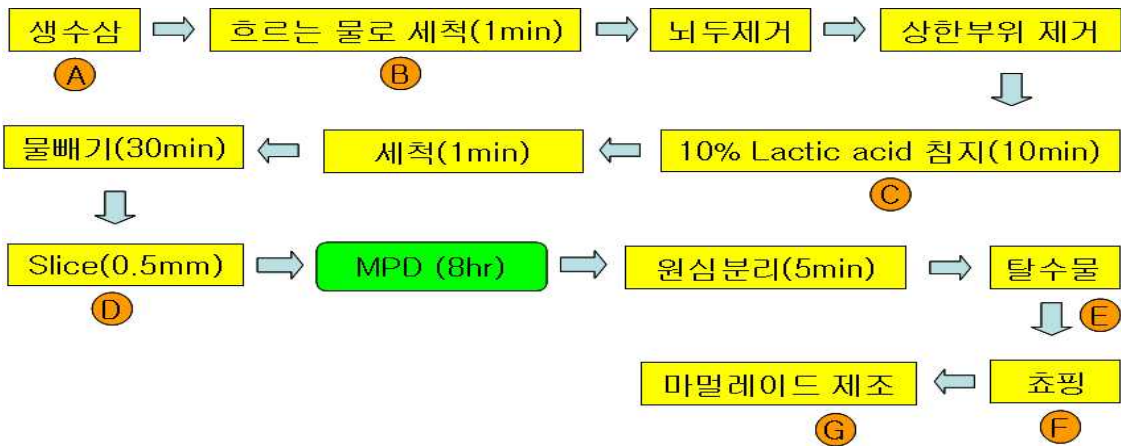 생수삼
흐르는 물로 세척(1min)
뇌두제거
상한부위 제거
A
B
10% Lactic acid 침지(10min)
세척(1min)
물빼기(30min)
C
Slice(0.5mm)
MPD (8hr)
원심분리(5min)
탈수물
D
E
쵸핑
마멀레이드 제조
F
G